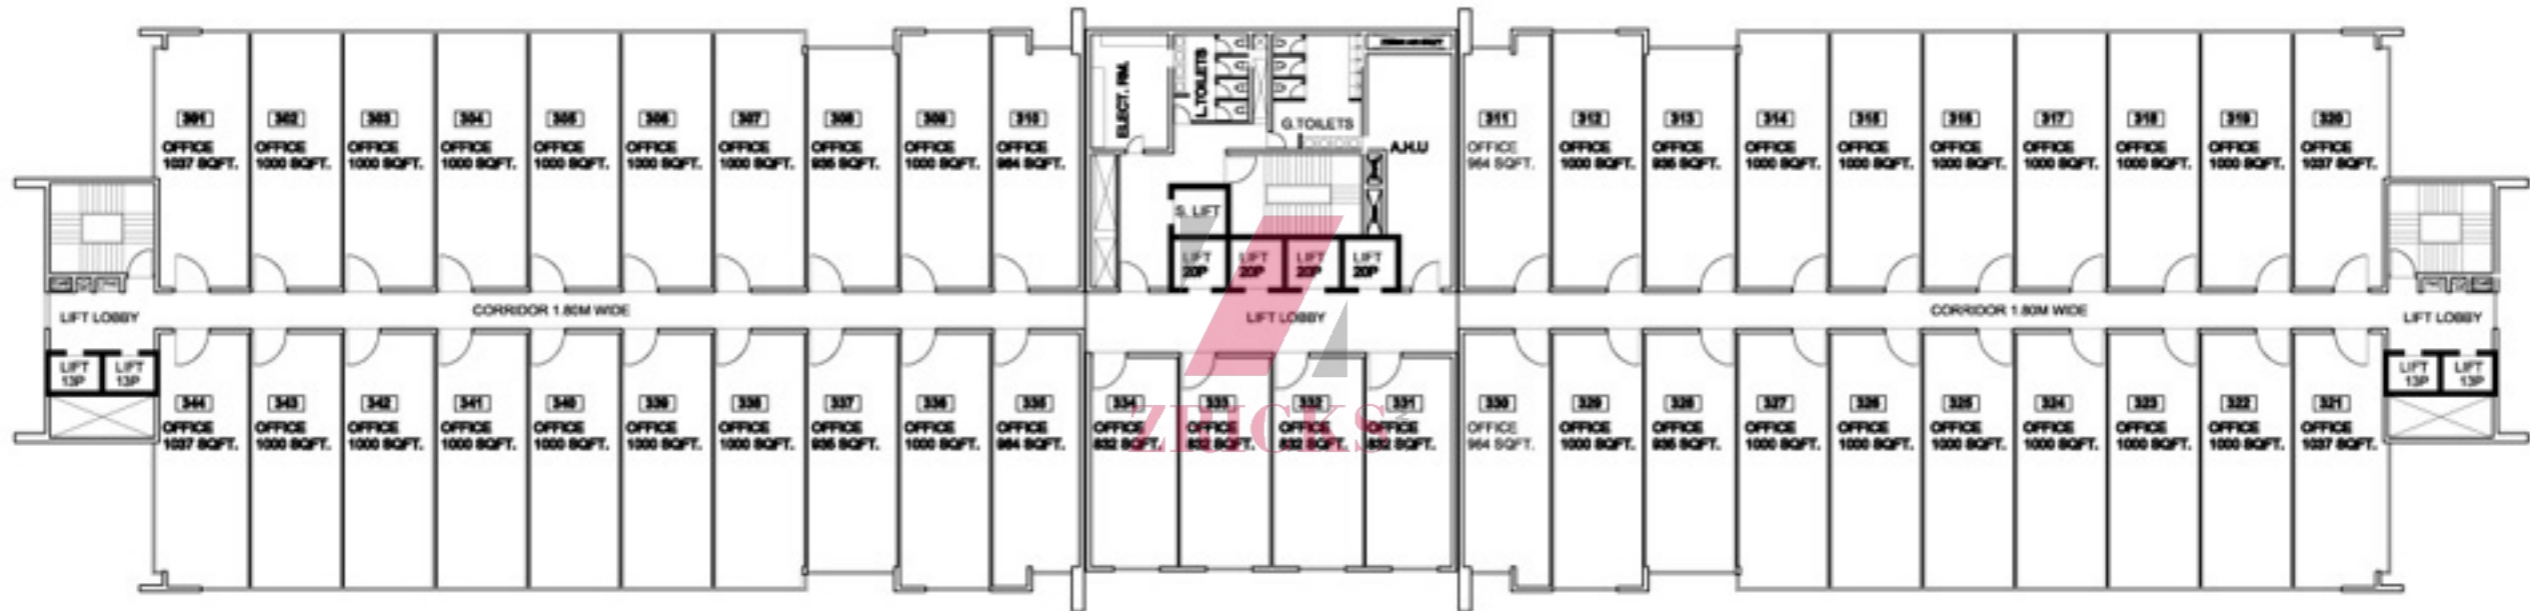 301
OFFICE
1037 SQFT.
302
OFFICE
1000 SQFT.
303
OFFICE
1000 SQFT.
304
OFFICE
1000 SQFT.
305
OFFICE
1000 SQFT.
306
OFFICE
1000 SQFT.
307
OFFICE
1000 SQFT.
308
OFFICE
935 SQFT.
309
OFFICE
1000 SQFT.
310
OFFICE
964 SQFT.
ELECT. RM.
L.TOILETS
G.TOILETS
A.H.U
311
OFFICE
964 SQFT.
312
OFFICE
1000 SQFT.
313
OFFICE
935 SQFT.
314
OFFICE
1000 SQFT.
315
OFFICE
1000 SQFT.
316
OFFICE
1000 SQFT.
317
OFFICE
1000 SQFT.
318
OFFICE
1000 SQFT.
319
OFFICE
1000 SQFT.
320
OFFICE
1037 SQFT.
S. LIFT
LIFT
20P
LIFT
20P
LIFT
20P
LIFT
20P
LIFT LOBBY
CORRIDOR 1.80M WIDE
LIFT LOBBY
CORRIDOR 1.80M WIDE
LIFT LOBBY
LIFT
13P
LIFT
13P
LIFT
13P
LIFT
13P
344
OFFICE
1037 SQFT.
343
OFFICE
1000 SQFT.
342
OFFICE
1000 SQFT.
341
OFFICE
1000 SQFT.
340
OFFICE
1000 SQFT.
339
OFFICE
1000 SQFT.
338
OFFICE
1000 SQFT.
337
OFFICE
935 SQFT.
336
OFFICE
1000 SQFT.
335
OFFICE
964 SQFT.
334
OFFICE
832 SQFT.
333
OFFICE
832 SQFT.
332
OFFICE
832 SQFT.
331
OFFICE
832 SQFT.
330
OFFICE
964 SQFT.
329
OFFICE
1000 SQFT.
328
OFFICE
935 SQFT.
327
OFFICE
1000 SQFT.
326
OFFICE
1000 SQFT.
325
OFFICE
1000 SQFT.
324
OFFICE
1000 SQFT.
323
OFFICE
1000 SQFT.
322
OFFICE
1000 SQFT.
321
OFFICE
1037 SQFT.
ZRICKS